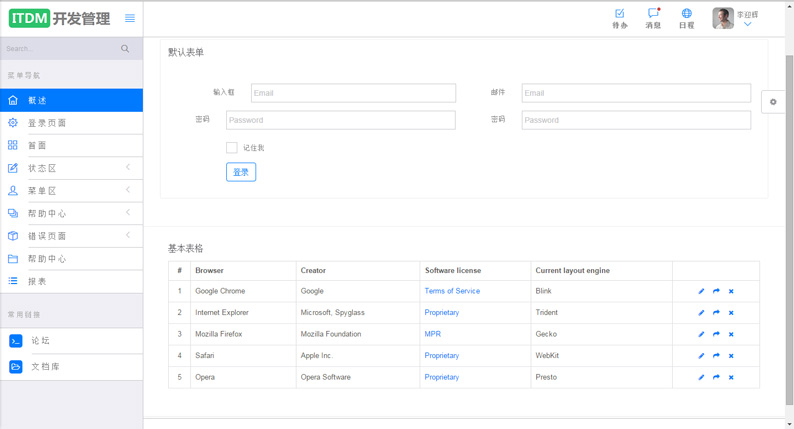 ITDM 开发管理
待办
消息
日程
李迎辉
Search...
菜单导航
概述
登录页面
首面
状态区
菜单区
帮助中心
错误页面
帮助中心
报表
常用链接
论坛
文档库
默认表单
输入框 Email 邮件 Email
密码 Password 密码 Password
记住我
登录
基本表格
# Browser Creator Software license Current layout engine
1 Google Chrome Google Terms of Service Blink
2 Internet Explorer Microsoft, Spyglass Proprietary Trident
3 Mozilla Firefox Mozilla Foundation MPR Gecko
4 Safari Apple Inc. Proprietary WebKit
5 Opera Opera Software Proprietary Presto